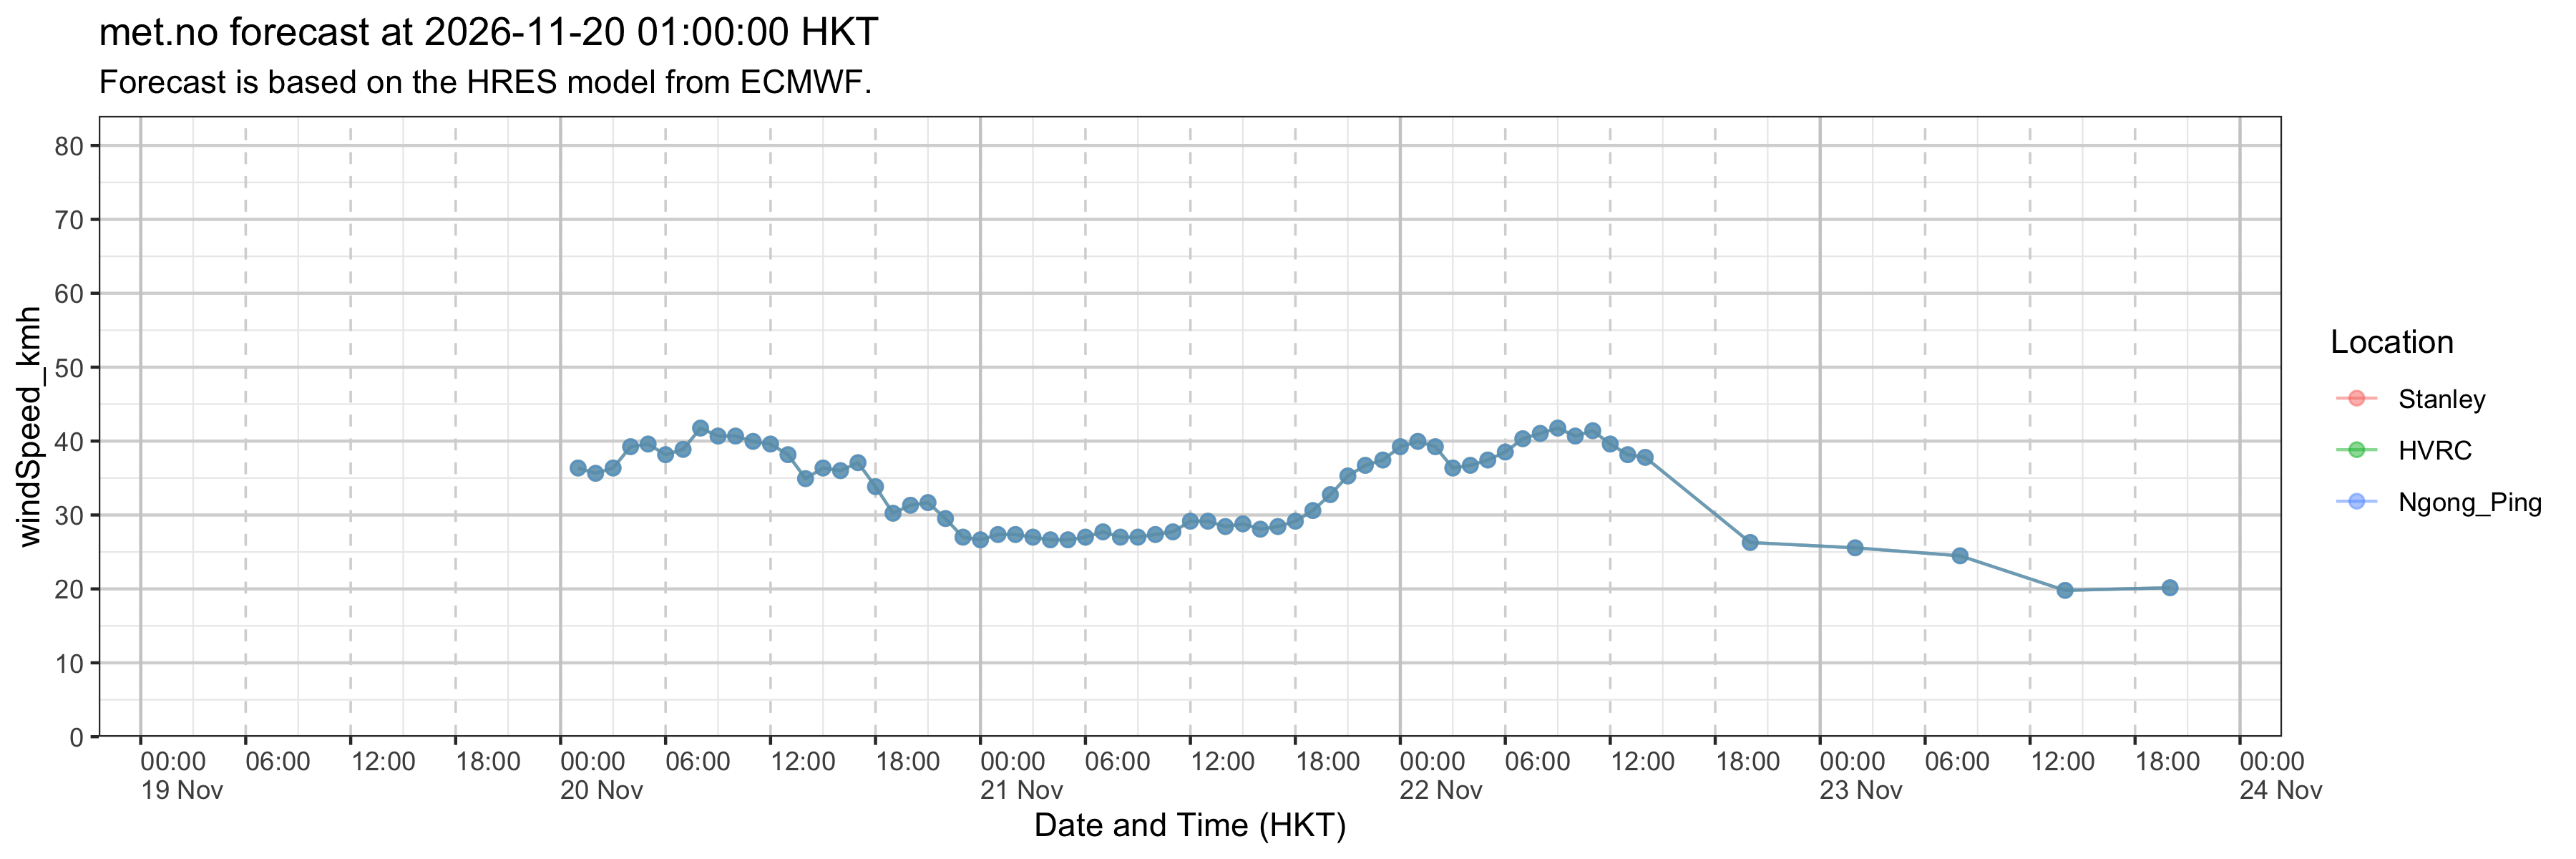 met.no forecast at 2026-11-20 01:00:00 HKT
Forecast is based on the HRES model from ECMWF.
windSpeed_kmh
80
70
60
50
40
30
20
10
0
00:00 06:00 12:00 18:00 00:00 06:00 12:00 18:00 00:00 06:00 12:00 18:00 00:00 06:00 12:00 18:00 00:00 06:00 12:00 18:00 00:00
19 Nov 20 Nov 21 Nov 22 Nov 23 Nov 24 Nov
Date and Time (HKT)
Location
Stanley
HVRC
Ngong_Ping